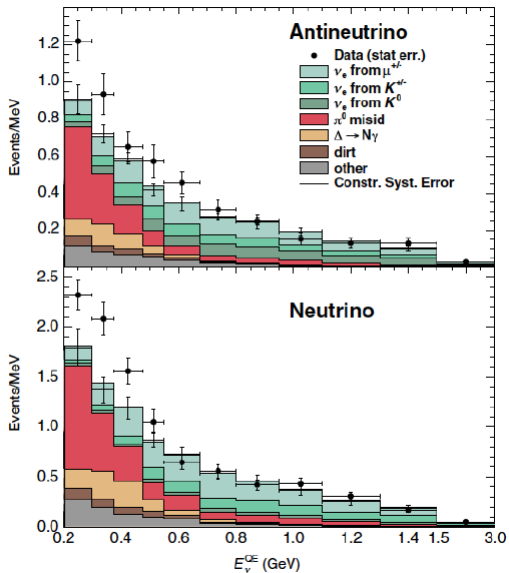 Antineutrino
Data (stat err.)
νe from μ+/-
νe from K+/-
νe from K0
π0 misid
Δ → Nγ
dirt
other
Constr. Syst. Error
Events/MeV
1.2
1.0
0.8
0.6
0.4
0.2
Neutrino
Events/MeV
2.5
2.0
1.5
1.0
0.5
0.0
0.2 0.4 0.6 0.8 1.0 1.2 1.4 1.5 3.0
EνQE (GeV)